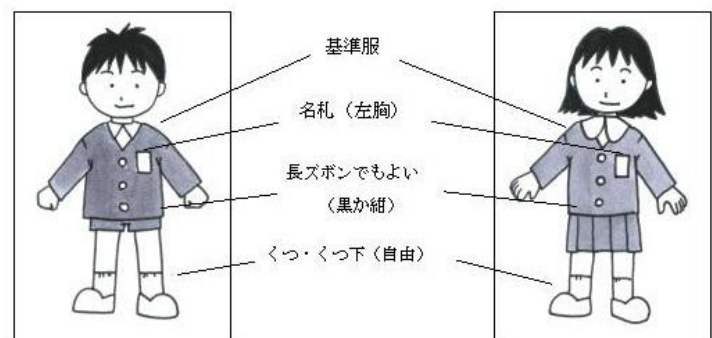 基準服
名札（左胸）
長ズボンでもよい
（黒か紺）
くつ・くつ下（自由）